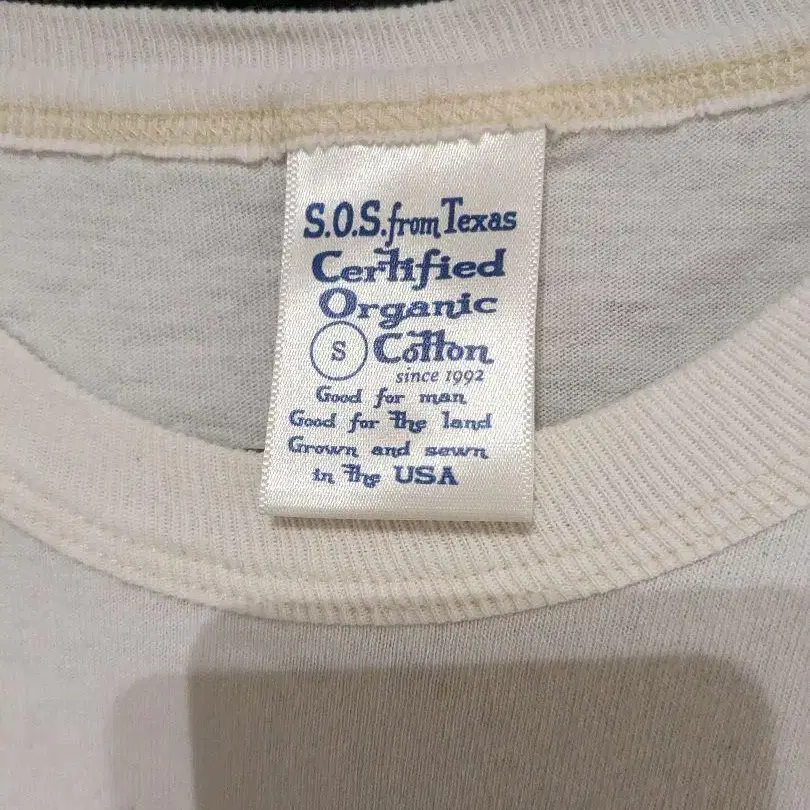 S.O.S. from Texas
Certified
Organic
S Cotton
since 1992
Good for man
Good for the land
Grown and sewn
in the USA